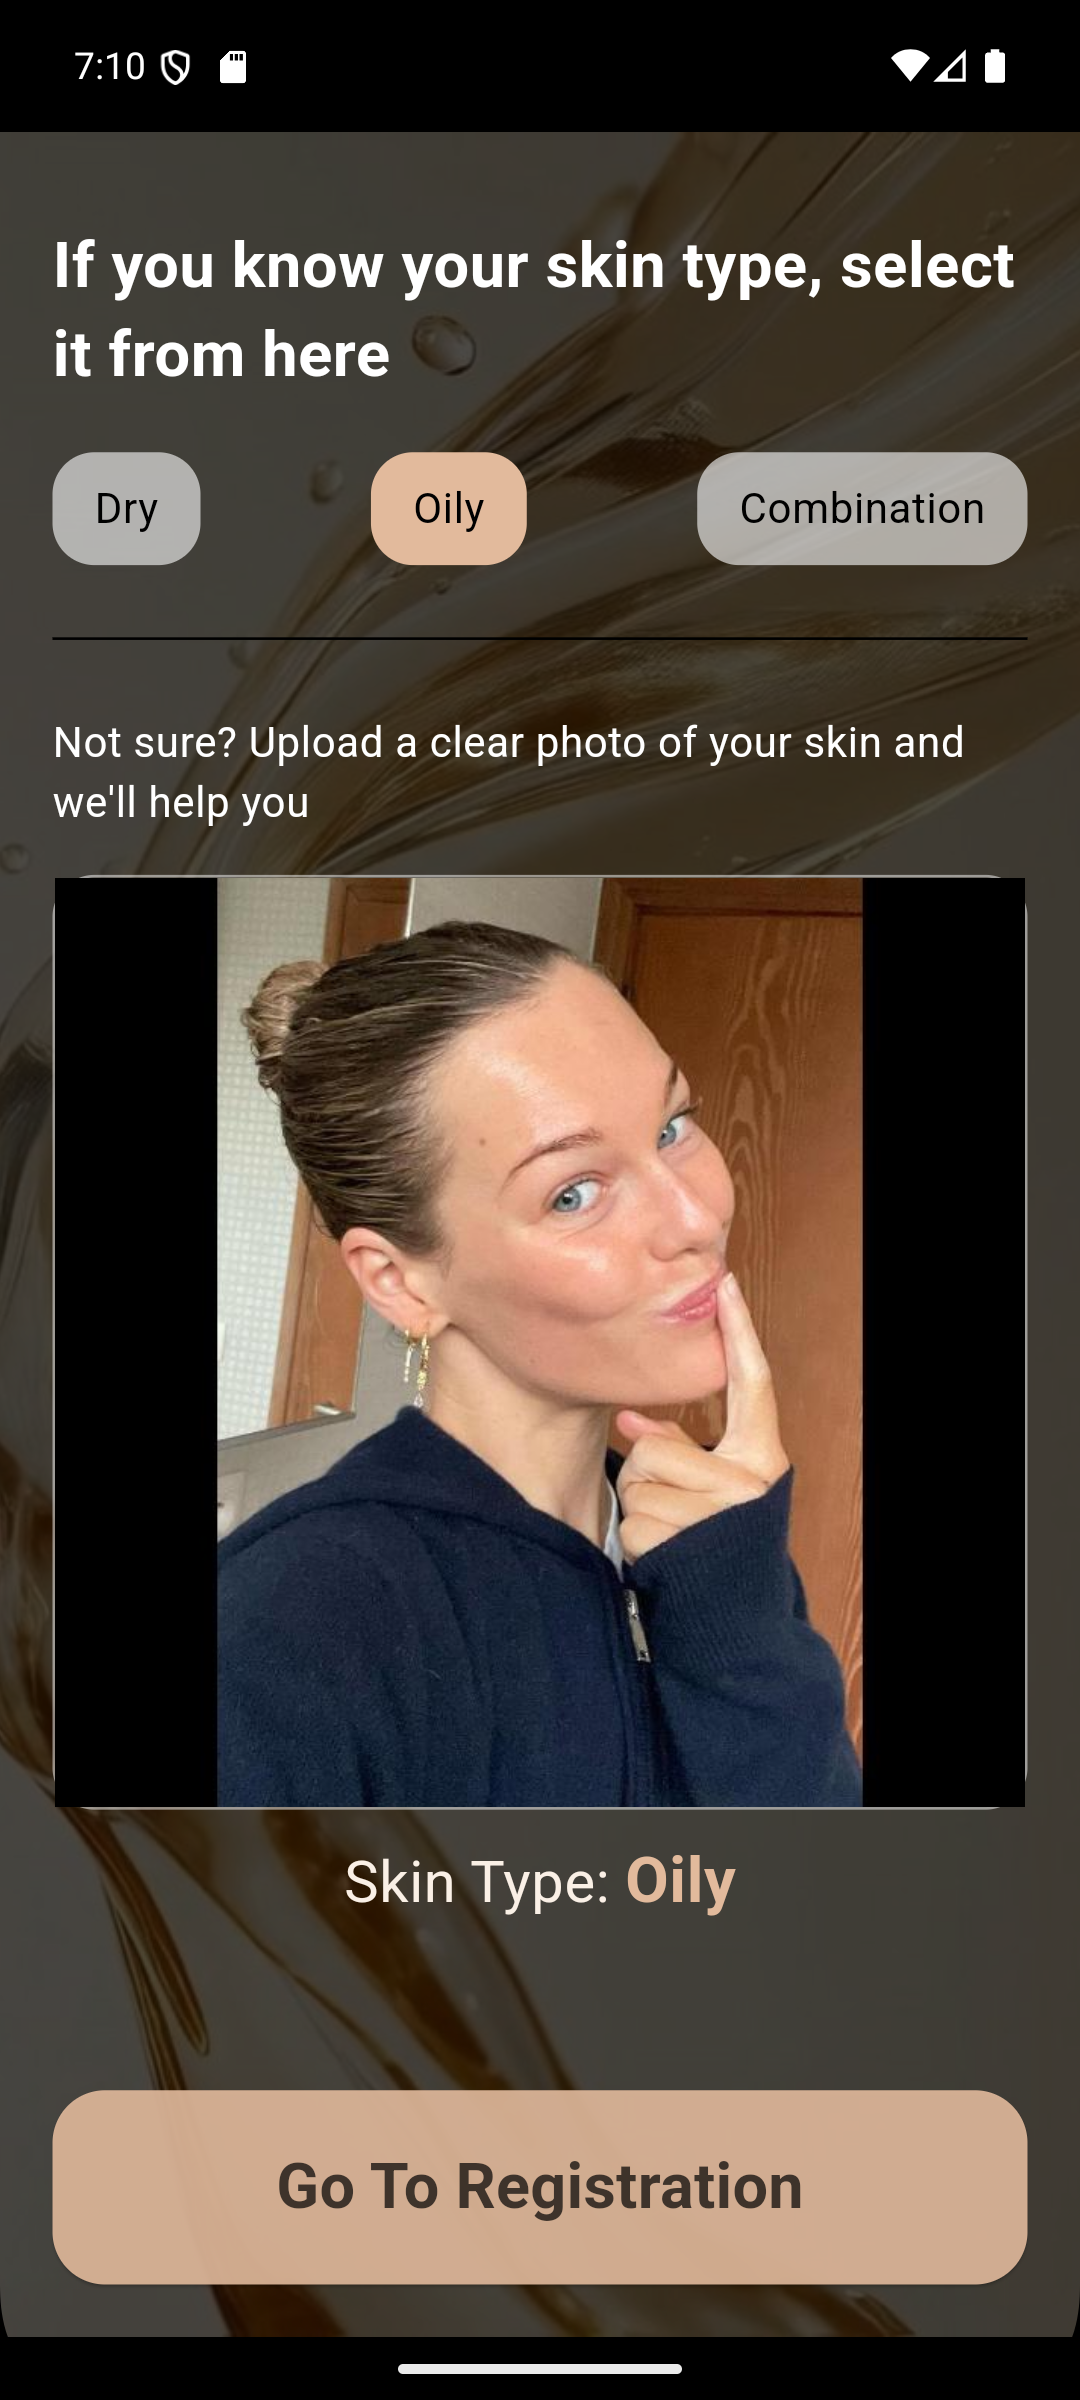 7:10
If you know your skin type, select
it from here
Dry
Oily
Combination
Not sure? Upload a clear photo of your skin and
we'll help you
Skin Type: Oily
Go To Registration